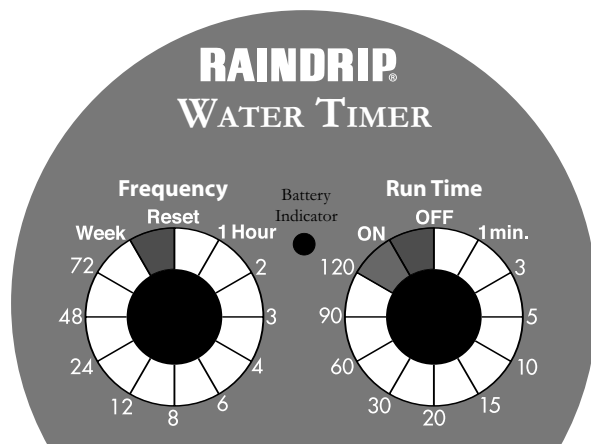 RAINDRIP®
WATER TIMER
Frequency
Battery
Indicator
Run Time
Reset
Week
1 Hour
72
2
48
3
24
4
12
6
8
OFF
ON
1 min.
120
3
90
5
60
10
30
15
20